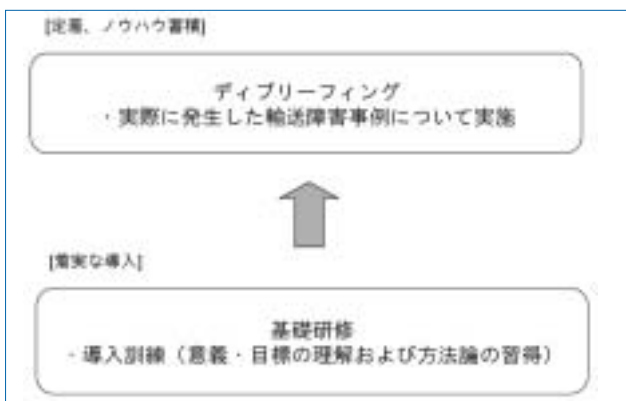 [定着、ノウハウ蓄積]
ディブリーフィング
・実際に発生した輸送障害事例について実施
[着実な導入]
基礎研修
・導入訓練（意義・目標の理解および方法論の習得）